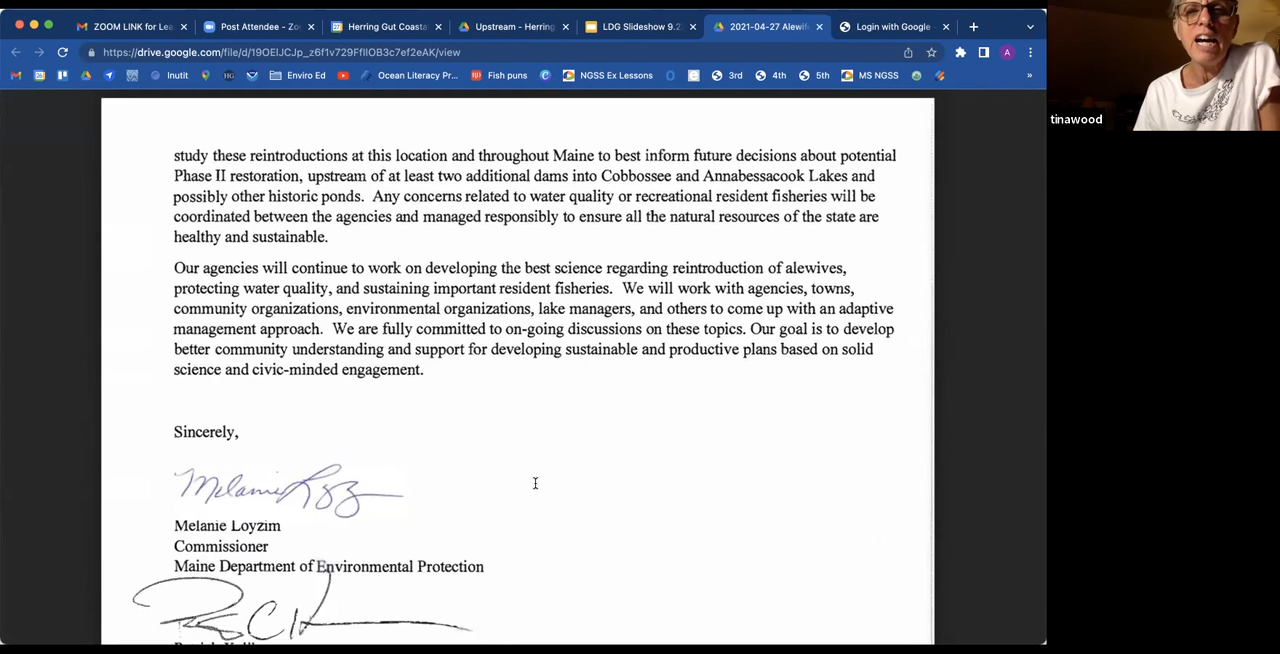 ZOOM LINK for Lea
Post Attendee - Zo
Herring Gut Coasta
Upstream - Herring
LDG Slideshow 9.2
2021-04-27 Alewife
Login with Google
https://drive.google.com/file/d/19OElJCJp_z6f1v729FfIlOB3c7ef2eAK/view
A
Inutit
HG
Enviro Ed
Ocean Literacy Pr...
Fish puns
NGSS Ex Lessons
3rd
4th
5th
MS NGSS
»
tinawood
study these reintroductions at this location and throughout Maine to best inform future decisions about potential
Phase II restoration, upstream of at least two additional dams into Cobbossee and Annabessacook Lakes and
possibly other historic ponds. Any concerns related to water quality or recreational resident fisheries will be
coordinated between the agencies and managed responsibly to ensure all the natural resources of the state are
healthy and sustainable.
Our agencies will continue to work on developing the best science regarding reintroduction of alewives,
protecting water quality, and sustaining important resident fisheries. We will work with agencies, towns,
community organizations, environmental organizations, lake managers, and others to come up with an adaptive
management approach. We are fully committed to on-going discussions on these topics. Our goal is to develop
better community understanding and support for developing sustainable and productive plans based on solid
science and civic-minded engagement.
Sincerely,
Melanie Loyzim
Commissioner
Maine Department of Environmental Protection